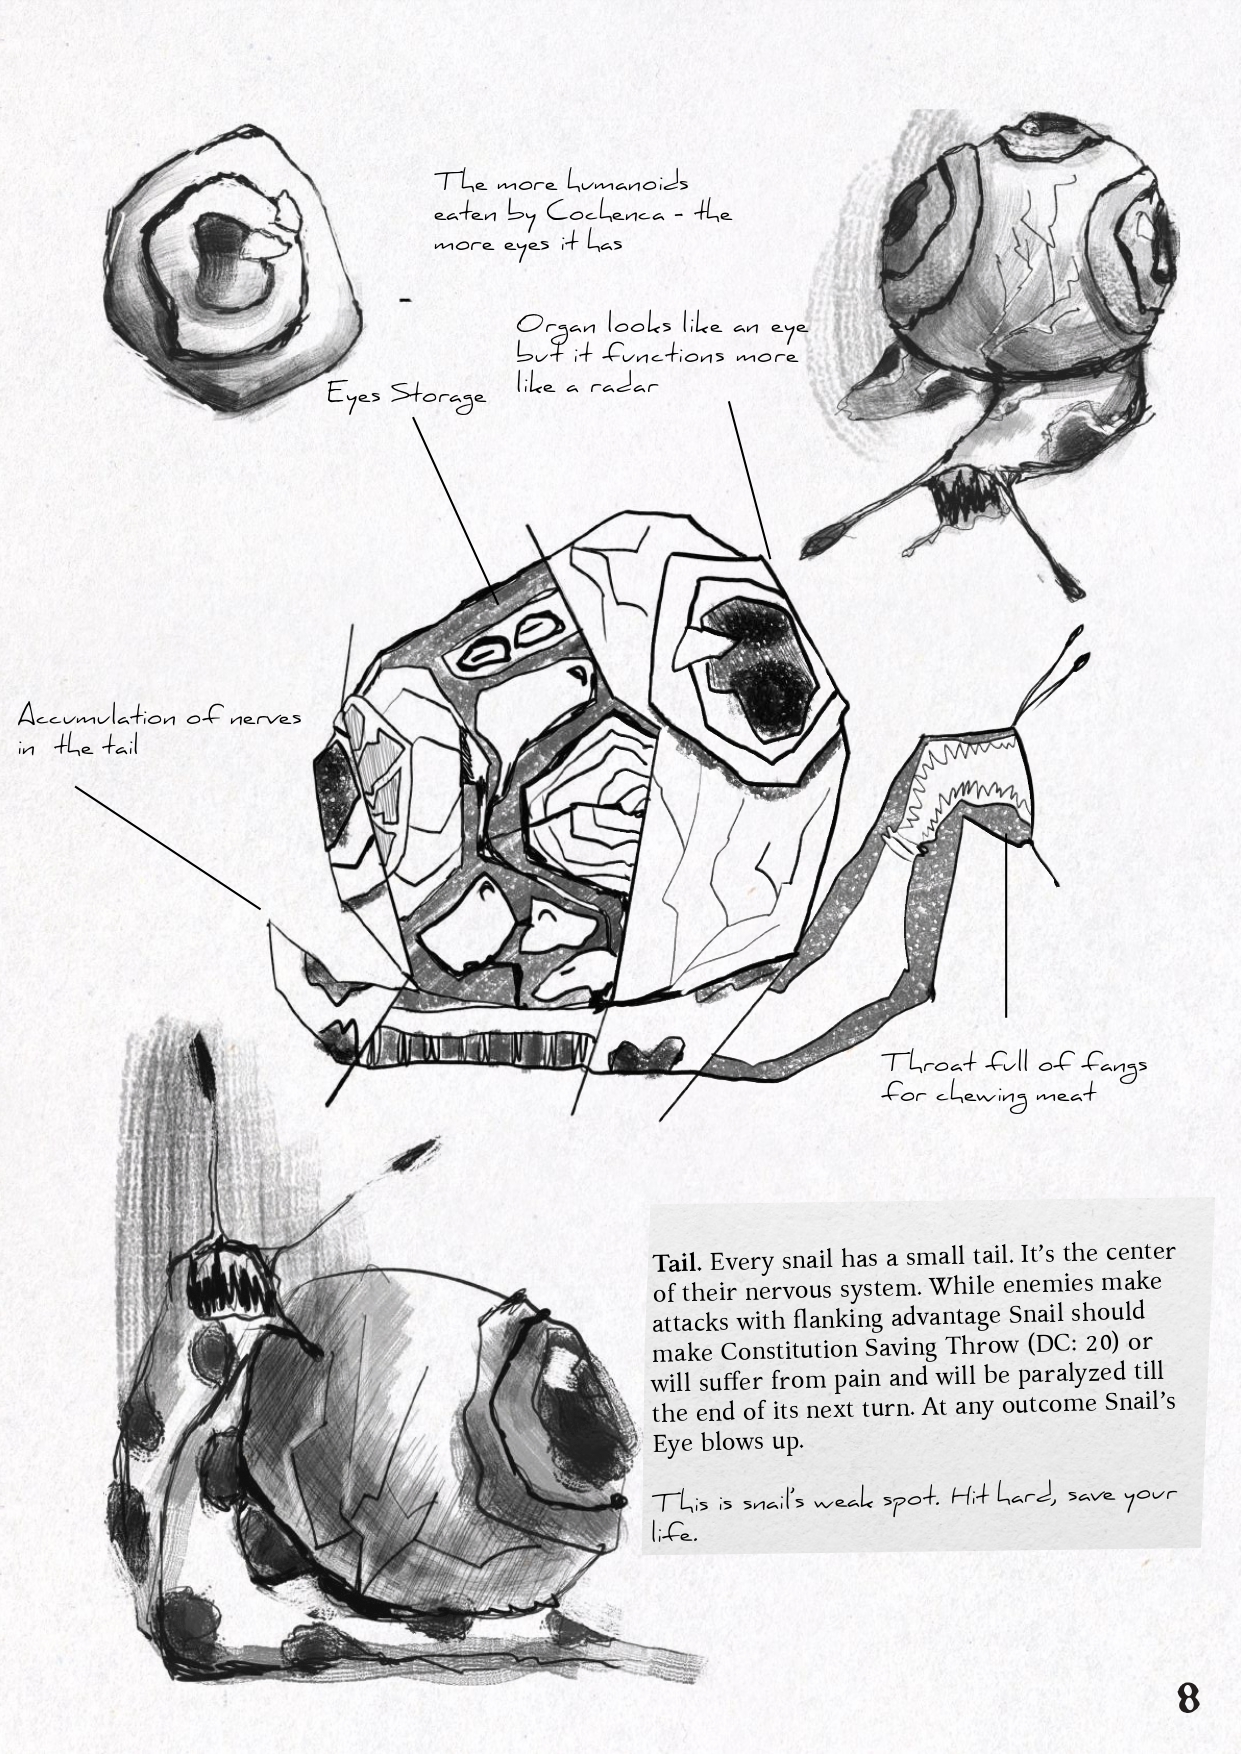 The more humanoids
eaten by Cochenca - the
more eyes it has
-
Organ looks like an eye
but it functions more
like a radar
Eyes Storage
Accumulation of nerves
in the tail
Throat full of fangs
for chewing meat
Tail. Every snail has a small tail. It's the center
of their nervous system. While enemies make
attacks with flanking advantage Snail should
make Constitution Saving Throw (DC: 20) or
will suffer from pain and will be paralyzed till
the end of its next turn. At any outcome Snail's
Eye blows up.
This is snail's weak spot. Hit hard, save your
life.
8